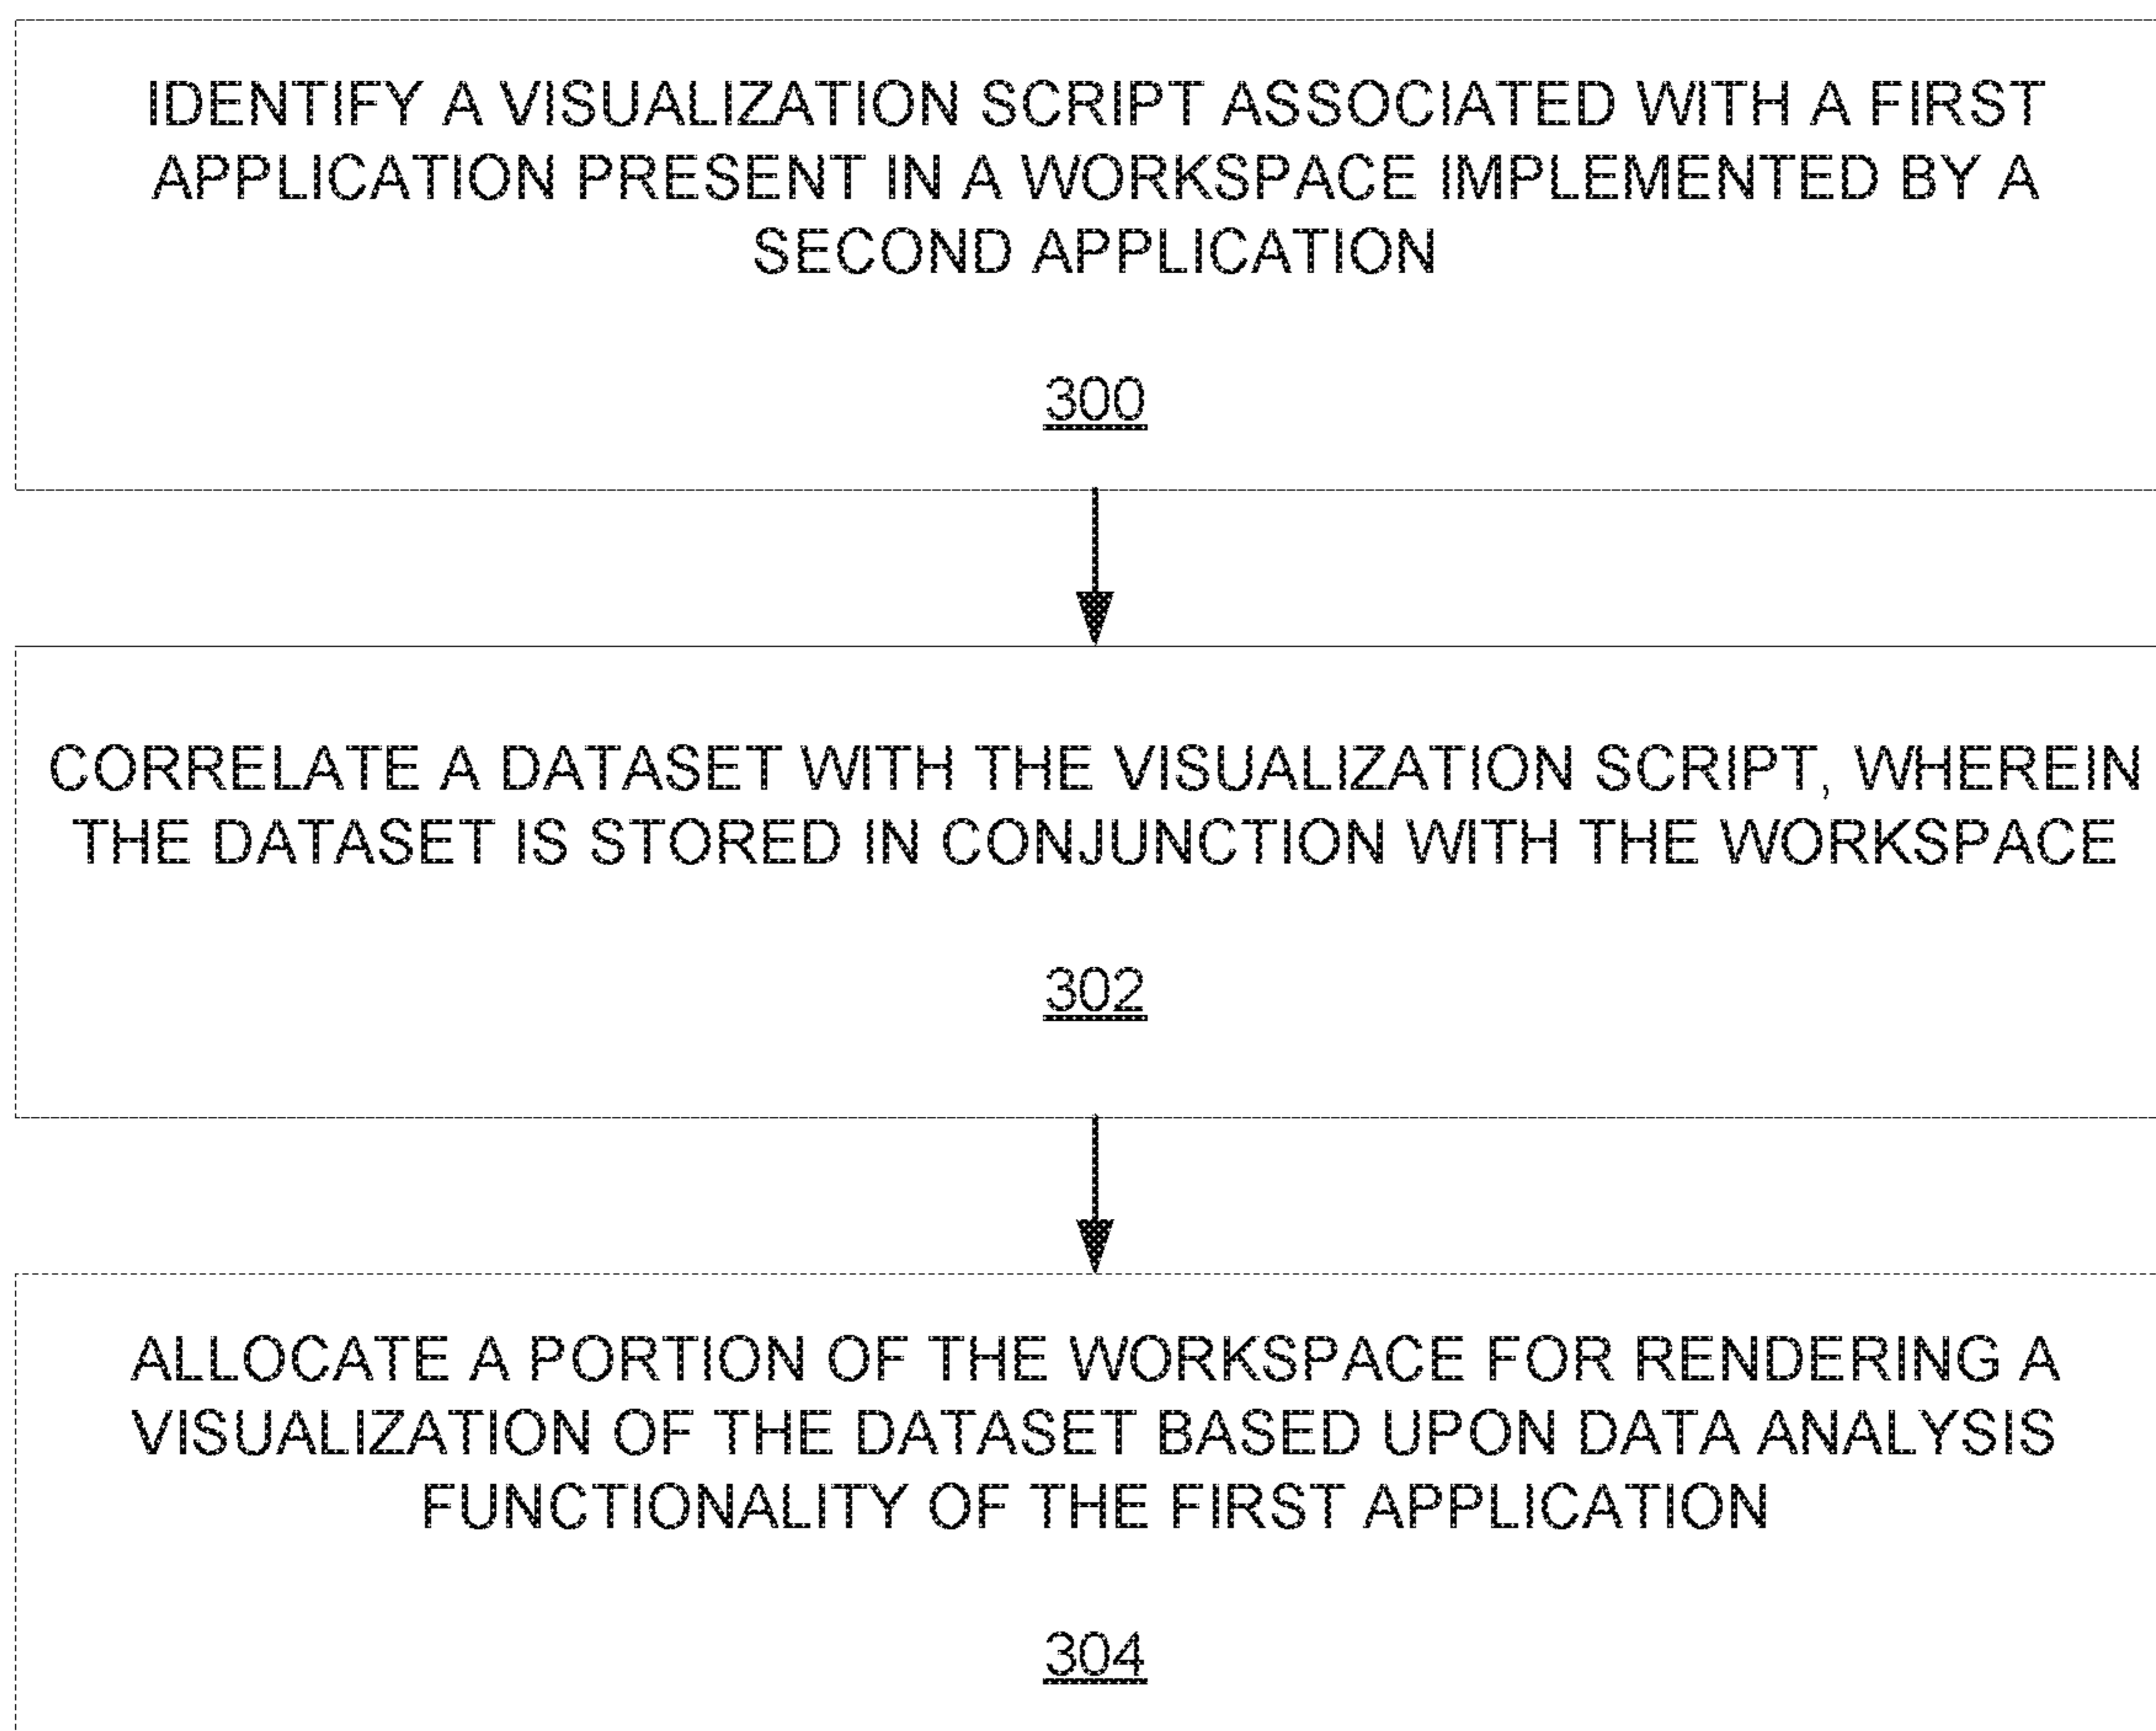 IDENTIFY A VISUALIZATION SCRIPT ASSOCIATED WITH A FIRST
APPLICATION PRESENT IN A WORKSPACE IMPLEMENTED BY A
SECOND APPLICATION
300
CORRELATE A DATASET WITH THE VISUALIZATION SCRIPT, WHEREIN
THE DATASET IS STORED IN CONJUNCTION WITH THE WORKSPACE
302
ALLOCATE A PORTION OF THE WORKSPACE FOR RENDERING A
VISUALIZATION OF THE DATASET BASED UPON DATA ANALYSIS
FUNCTIONALITY OF THE FIRST APPLICATION
304